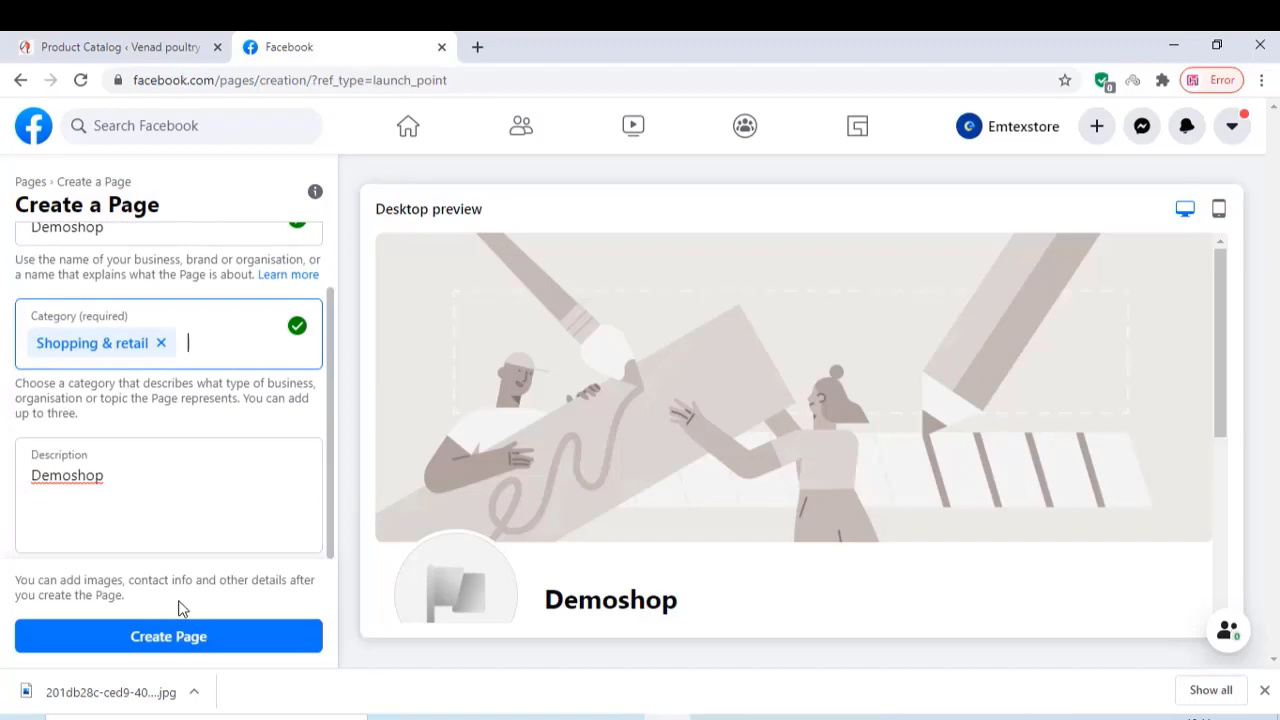 Product Catalog ‹ Venad poultry
Facebook
facebook.com/pages/creation/?ref_type=launch_point
0
Error
Search Facebook
Emtexstore
Pages › Create a Page
Create a Page
Demoshop
Use the name of your business, brand or organisation, or
a name that explains what the Page is about. Learn more
Category (required)
Shopping & retail
Choose a category that describes what type of business,
organisation or topic the Page represents. You can add
up to three.
Description
Demoshop
You can add images, contact info and other details after
you create the Page.
Create Page
Desktop preview
Demoshop
0
201db28c-ced9-40....jpg
Show all